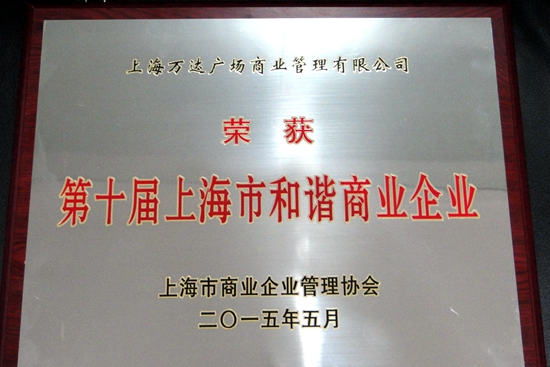 上海万达广场商业管理有限公司
荣获
第十届上海市和谐商业企业
上海市商业企业管理协会
二〇一五年五月